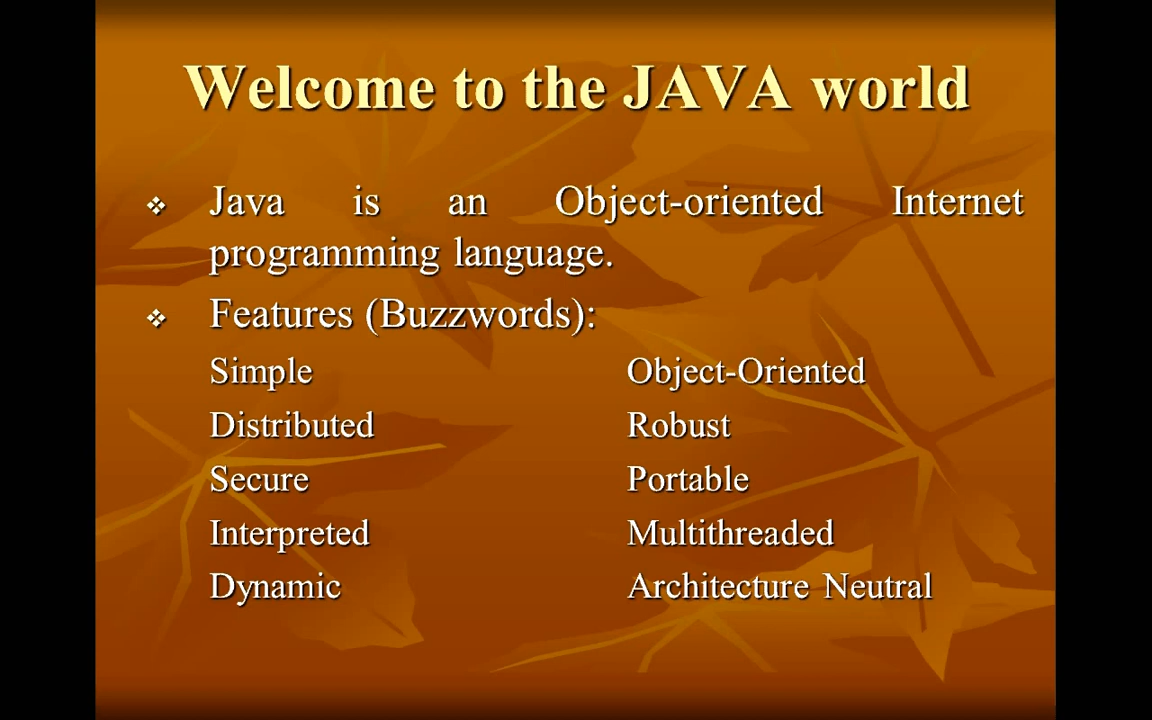 Welcome to the JAVA world
❖ Java is an Object-oriented Internet
programming language.
❖ Features (Buzzwords):
Simple Object-Oriented
Distributed Robust
Secure Portable
Interpreted Multithreaded
Dynamic Architecture Neutral